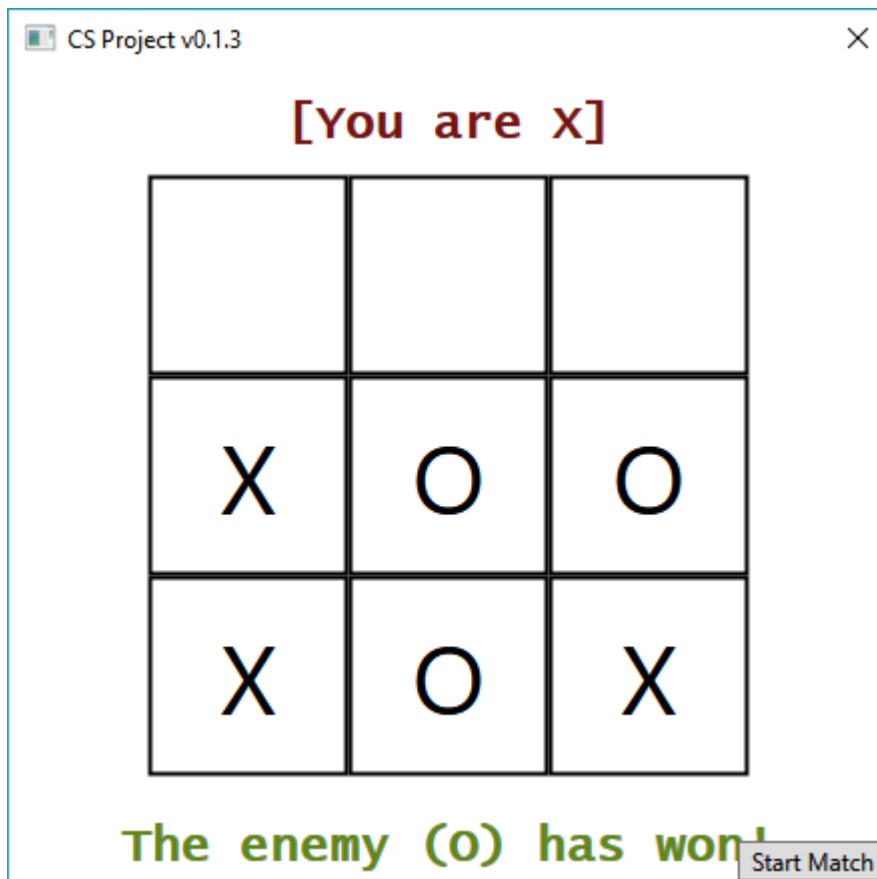 CS Project v0.1.3
[You are X]
X O O
X O X
The enemy (O) has won!
Start Match